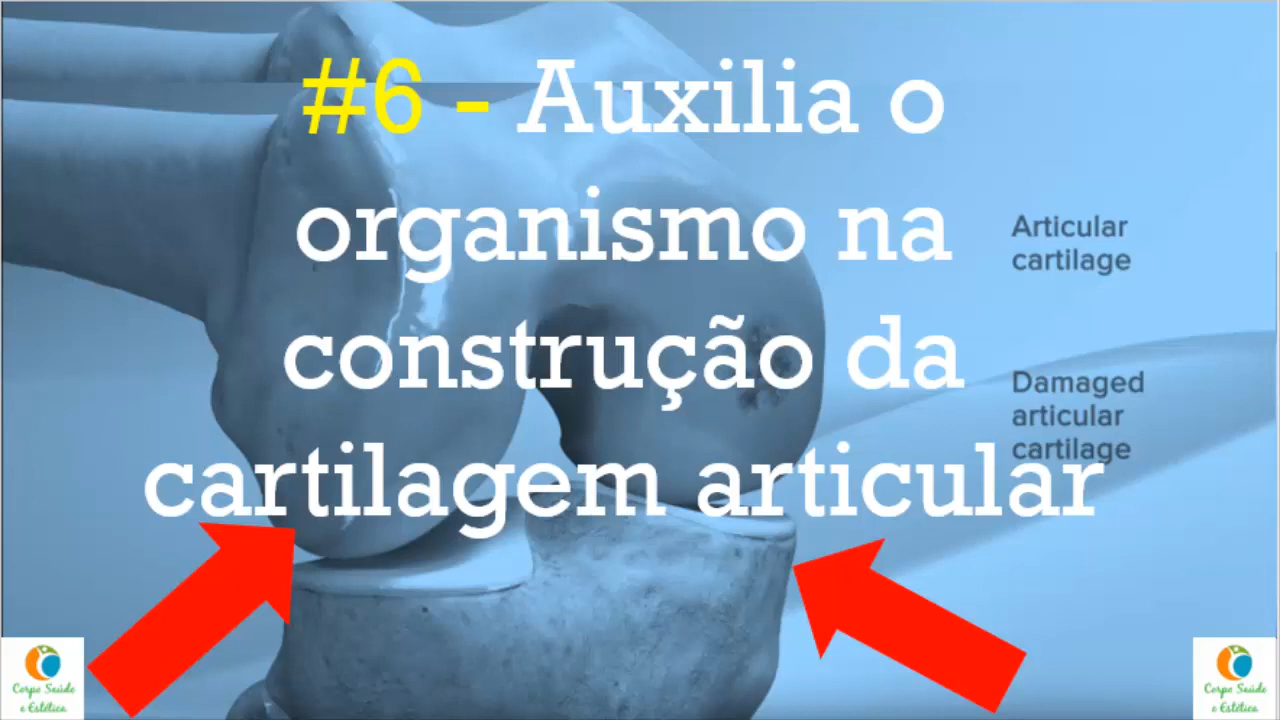 #6 - Auxilia o
organismo na
construção da
cartilagem articular
Articular
cartilage
Damaged
articular
cartilage
Corpo Saúde
e Estética
Corpo Saúde
e Estética